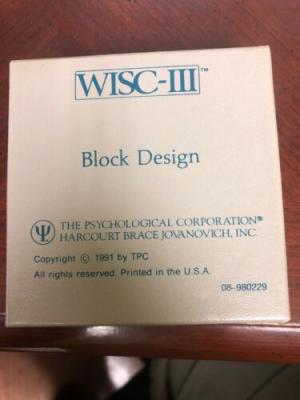 WISC-III™
Block Design
THE PSYCHOLOGICAL CORPORATION®
HARCOURT BRACE JOVANOVICH, INC.
Copyright © 1991 by TPC
All rights reserved. Printed in the U.S.A.
08-980229